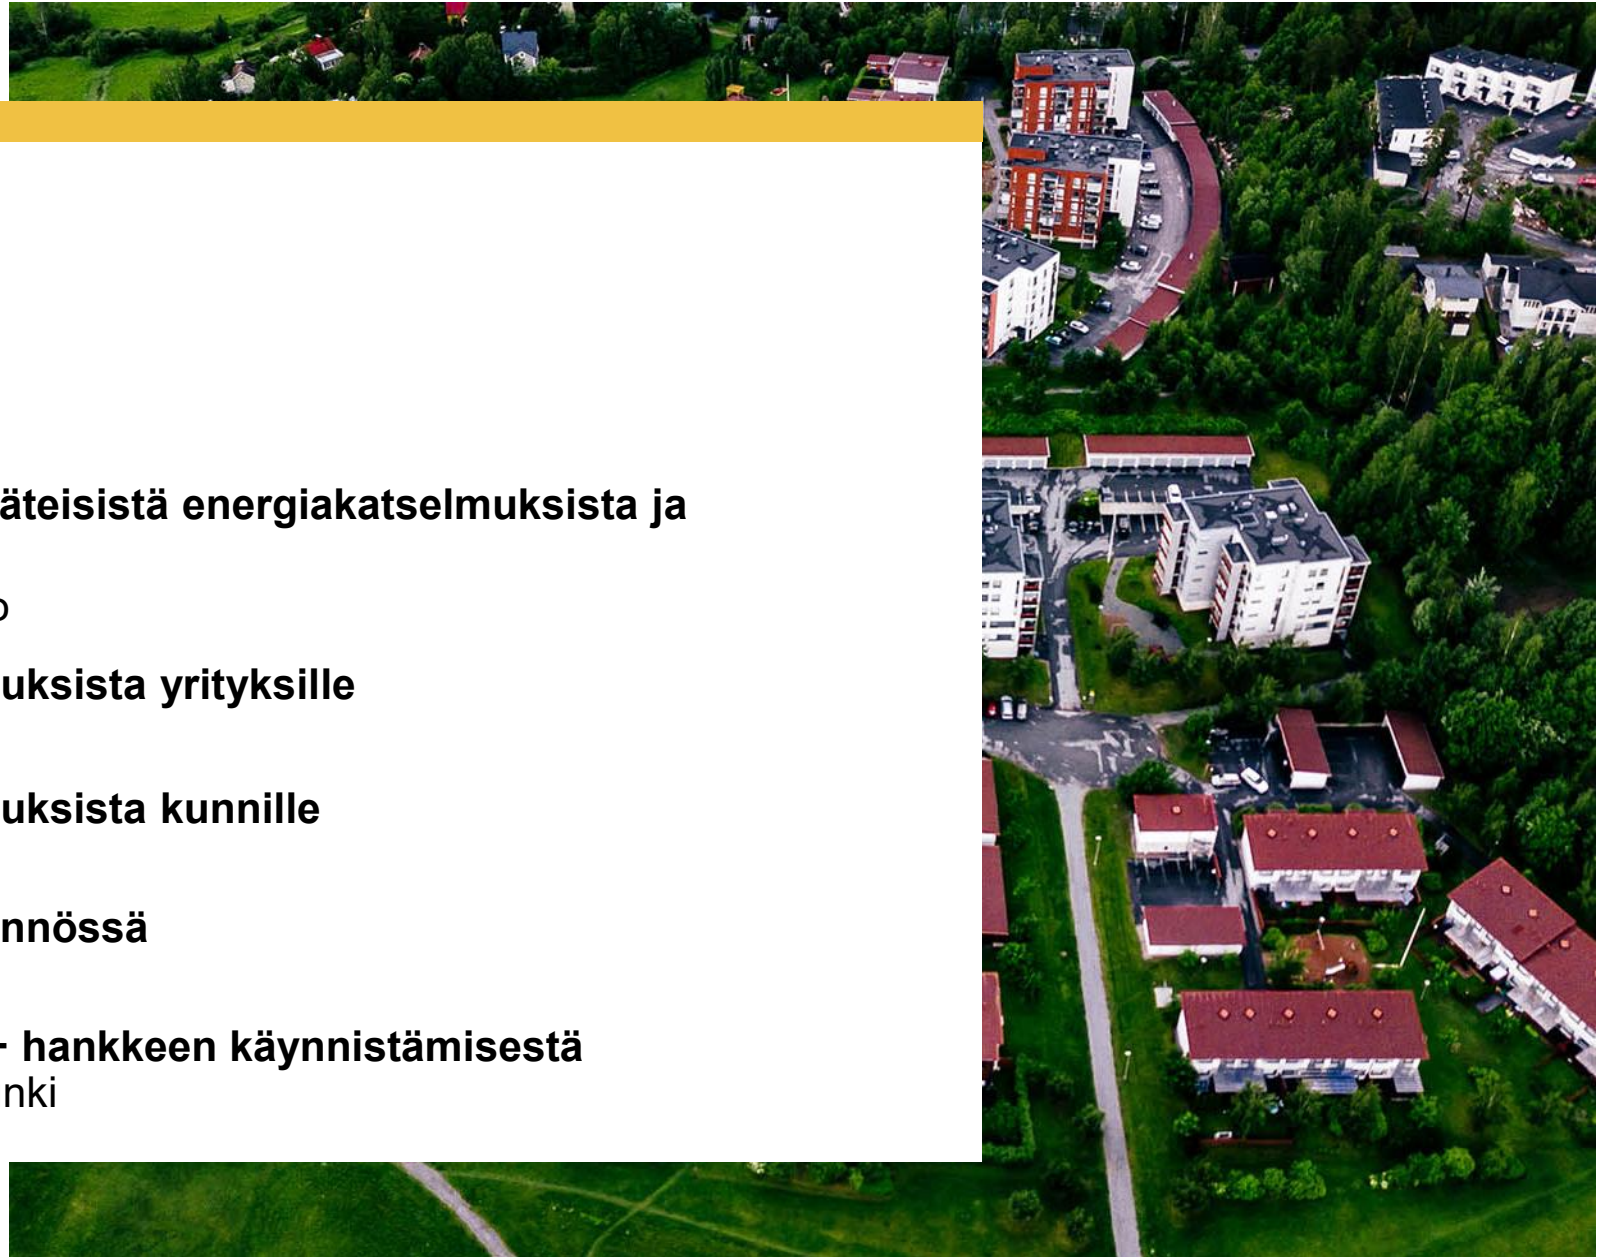 äteisistä energiakatselmuksista ja
o
uksista yrityksille
uksista kunnille
nnössä
- hankkeen käynnistämisestä
nki